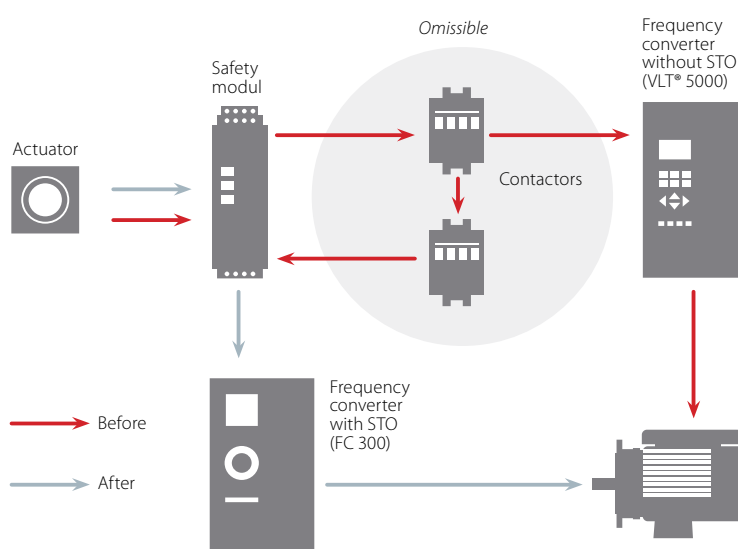 Omissible
Frequency
converter
without STO
(VLT® 5000)
Safety
modul
Actuator
Contactors
Frequency
converter
with STO
(FC 300)
Before
After